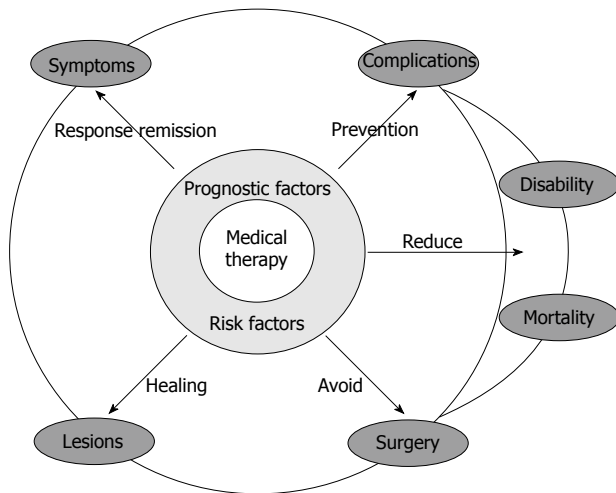 Symptoms
Complications
Response remission
Prevention
Prognostic factors
Disability
Medical
therapy
Reduce
Risk factors
Mortality
Healing
Avoid
Lesions
Surgery